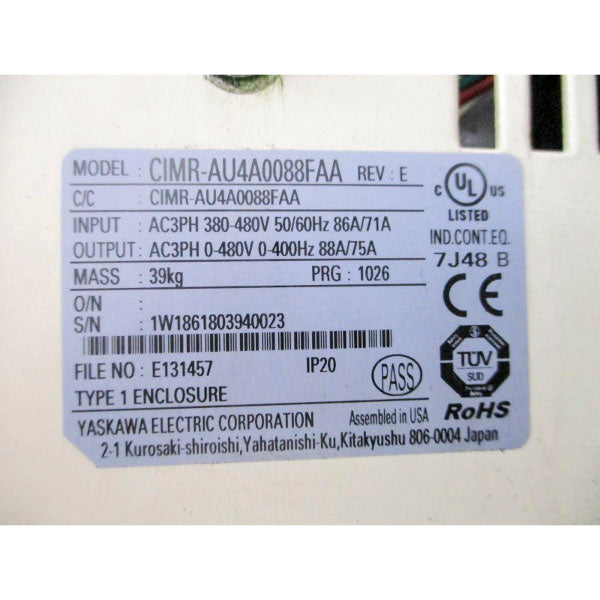 MODEL : CIMR-AU4A0088FAA REV : E
C/C : CIMR-AU4A0088FAA
INPUT : AC3PH 380-480V 50/60Hz 86A/71A
OUTPUT : AC3PH 0-480V 0-400Hz 88A/75A
MASS : 39kg PRG : 1026
O/N :
S/N : 1W1861803940023
FILE NO : E131457 IP20
TYPE 1 ENCLOSURE
PASS
YASKAWA ELECTRIC CORPORATION Assembled in USA
2-1 Kurosaki-shiroishi,Yahatanishi-Ku,Kitakyushu 806-0004 Japan
C UL US
LISTED
IND.CONT.EQ.
7J48 B
CE
TÜV
SUD
RoHS